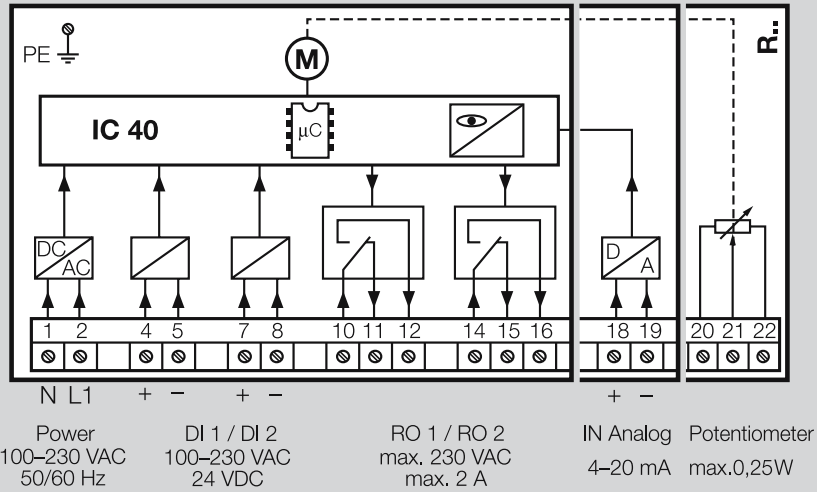 PE
M
R..
IC 40
µC
DC
AC
D
A
1 2 4 5 7 8 10 11 12 14 15 16 18 19 20 21 22
N L1 + − + − + −
Power
100–230 VAC
50/60 Hz
DI 1 / DI 2
100–230 VAC
24 VDC
RO 1 / RO 2
max. 230 VAC
max. 2 A
IN Analog
4–20 mA
Potentiometer
max.0,25W